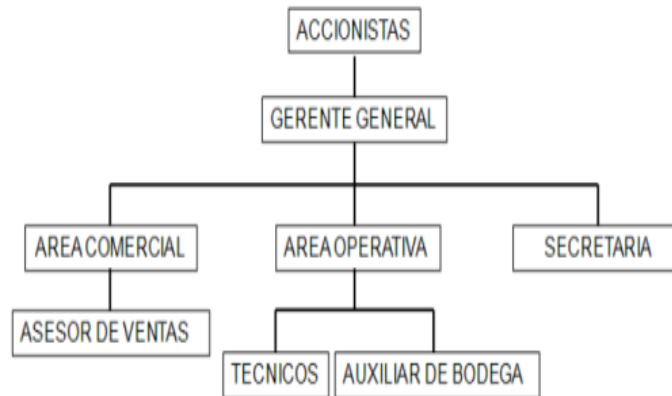 ACCIONISTAS
GERENTE GENERAL
AREA COMERCIAL
AREA OPERATIVA
SECRETARIA
ASESOR DE VENTAS
TECNICOS
AUXILIAR DE BODEGA